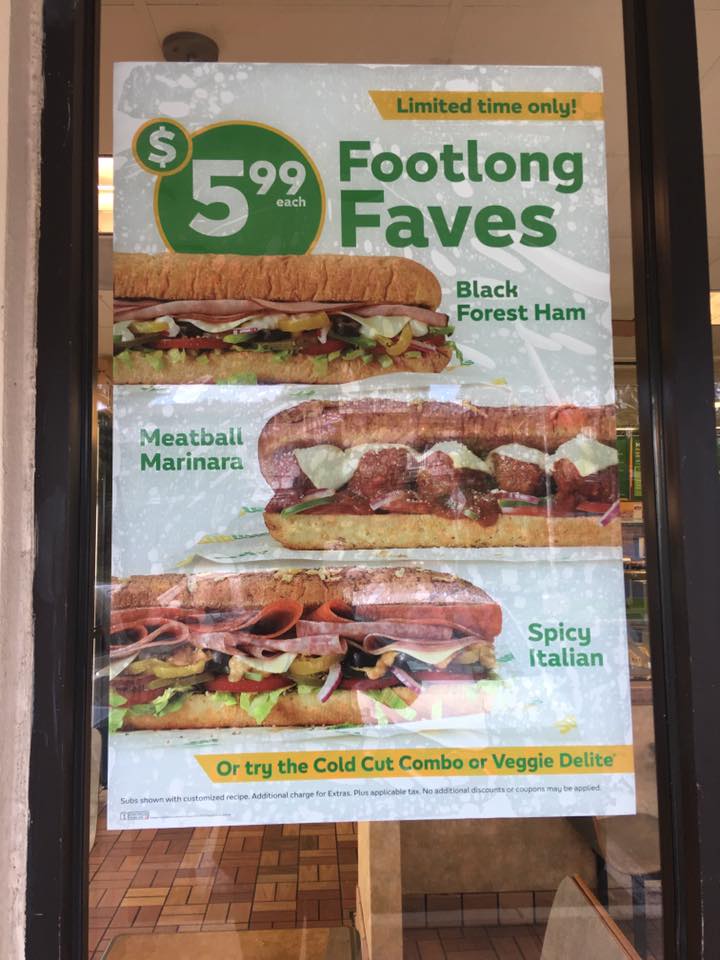 Limited time only!
$5.99
each
Footlong
Faves
Black
Forest Ham
Meatball
Marinara
Spicy
Italian
Or try the Cold Cut Combo or Veggie Delite®
Subs shown with customized recipe. Additional charge for Extras. Plus applicable tax. No additional discounts or coupons may be applied.